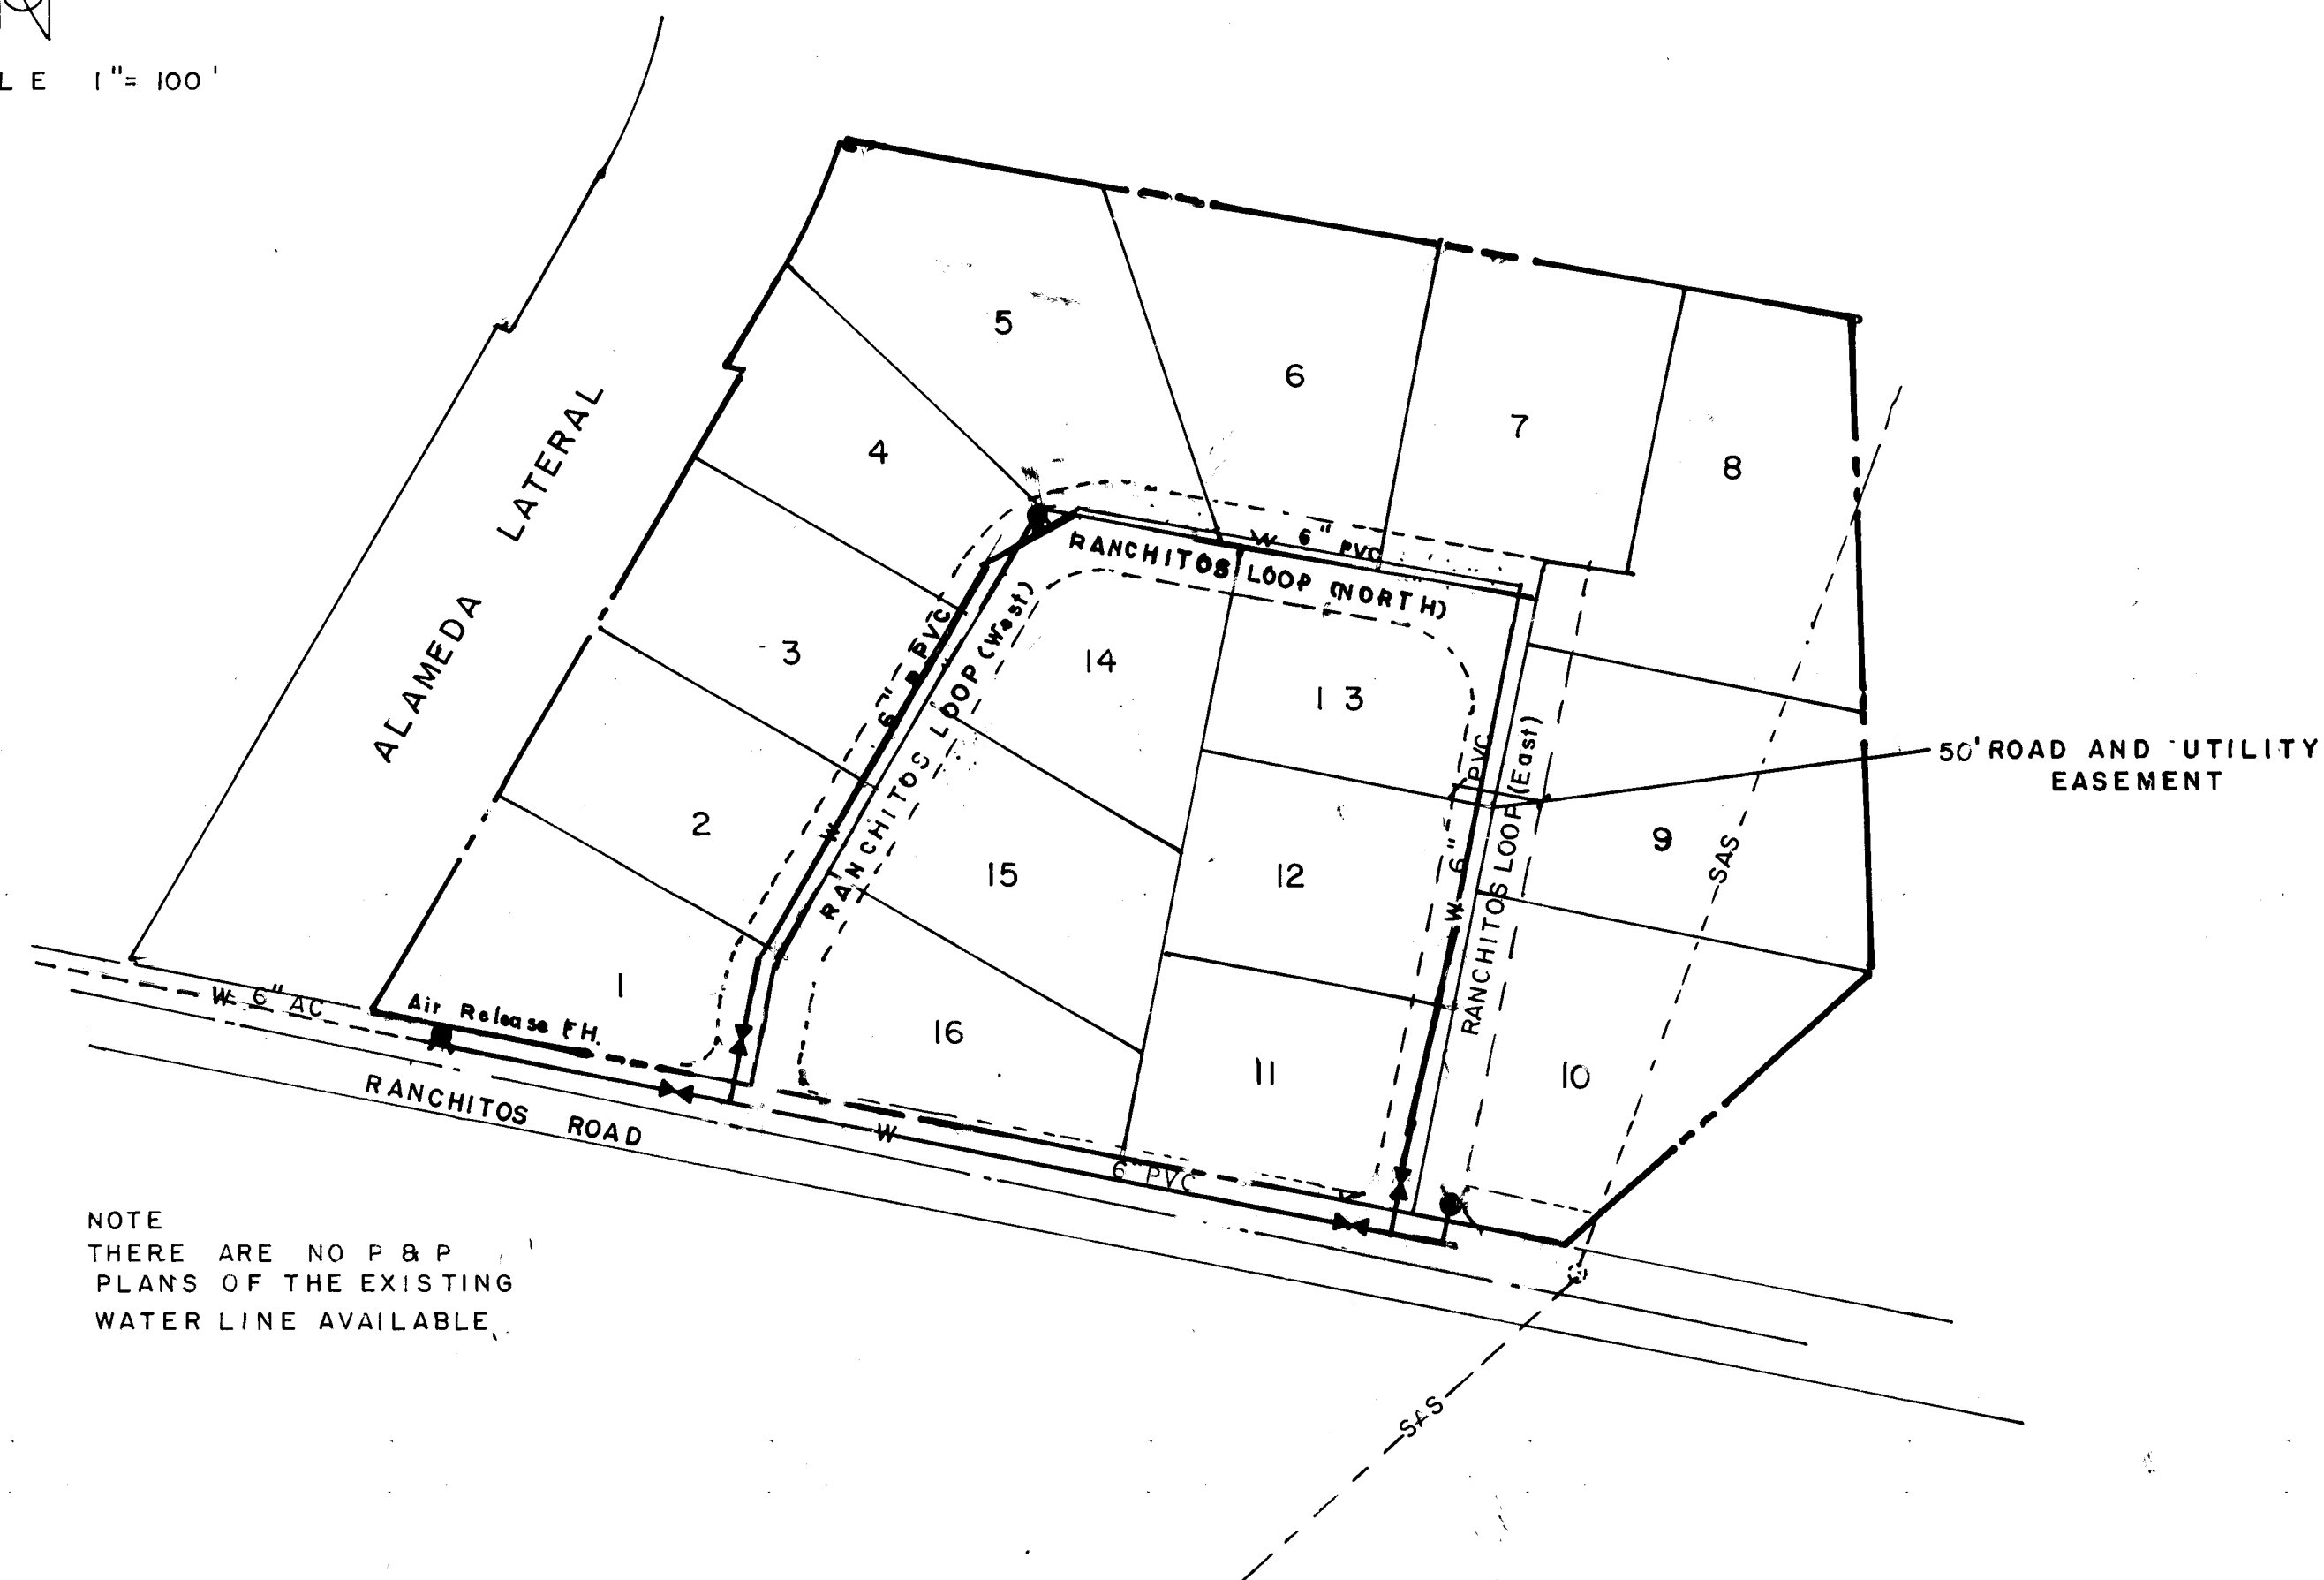 N
LE 1"= 100'
ALAMEDA LATERAL
5
6
7
8
4
3
2
1
14
13
15
12
16
11
9
10
W 6" PVC
RANCHITOS LOOP (NORTH)
6" PVC
W
RANCHITOS LOOP (West)
PVC
W 6"
RANCHITOS LOOP (East)
50' ROAD AND UTILITY
EASEMENT
SAS
W 6" AC
Air Release F.H.
RANCHITOS ROAD
W
6" PVC
SAS
NOTE
THERE ARE NO P & P
PLANS OF THE EXISTING
WATER LINE AVAILABLE.